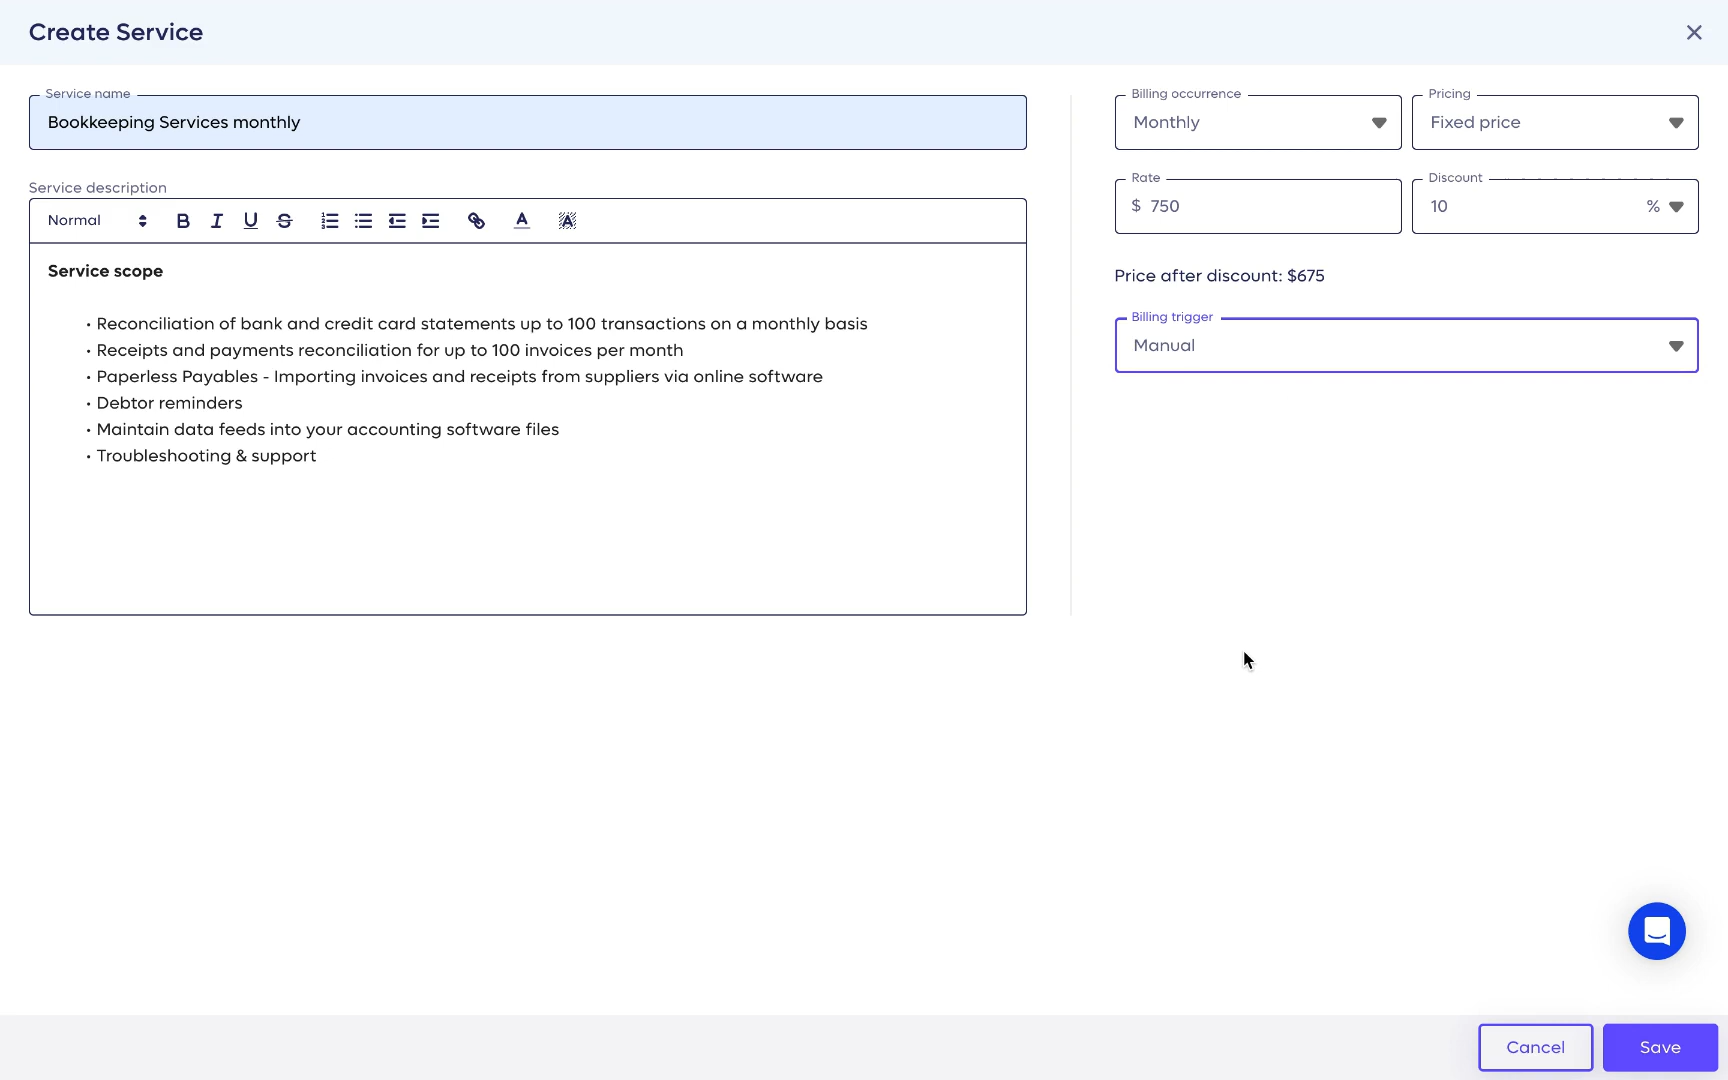 Create Service
Service name
Bookkeeping Services monthly
Service description
Normal
Service scope
• Reconciliation of bank and credit card statements up to 100 transactions on a monthly basis
• Receipts and payments reconciliation for up to 100 invoices per month
• Paperless Payables - Importing invoices and receipts from suppliers via online software
• Debtor reminders
• Maintain data feeds into your accounting software files
• Troubleshooting & support
Billing occurrence
Monthly
Pricing
Fixed price
Rate
$ 750
Discount
10 %
Price after discount: $675
Billing trigger
Manual
Cancel
Save